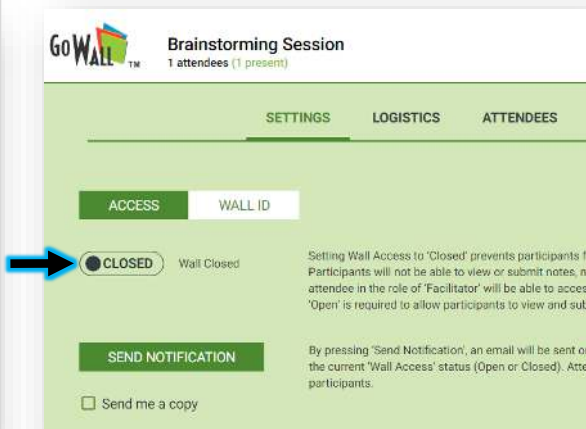 GoWall TM
Brainstorming Session
1 attendees (1 present)
SETTINGS LOGISTICS ATTENDEES
ACCESS WALL ID
CLOSED Wall Closed
Setting Wall Access to 'Closed' prevents participants
Participants will not be able to view or submit notes,
attendee in the role of 'Facilitator' will be able to
'Open' is required to allow participants to view and
SEND NOTIFICATION
By pressing 'Send Notification', an email will be sent
the current 'Wall Access' status (Open or Closed).
participants.
Send me a copy